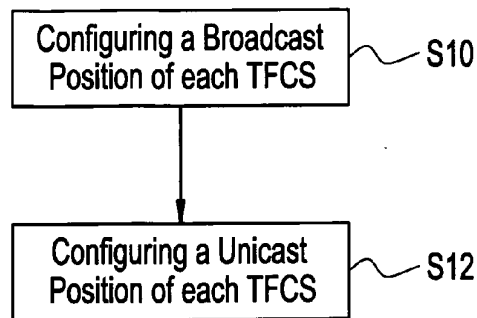 Configuring a Broadcast
Position of each TFCS
S10
Configuring a Unicast
Position of each TFCS
S12